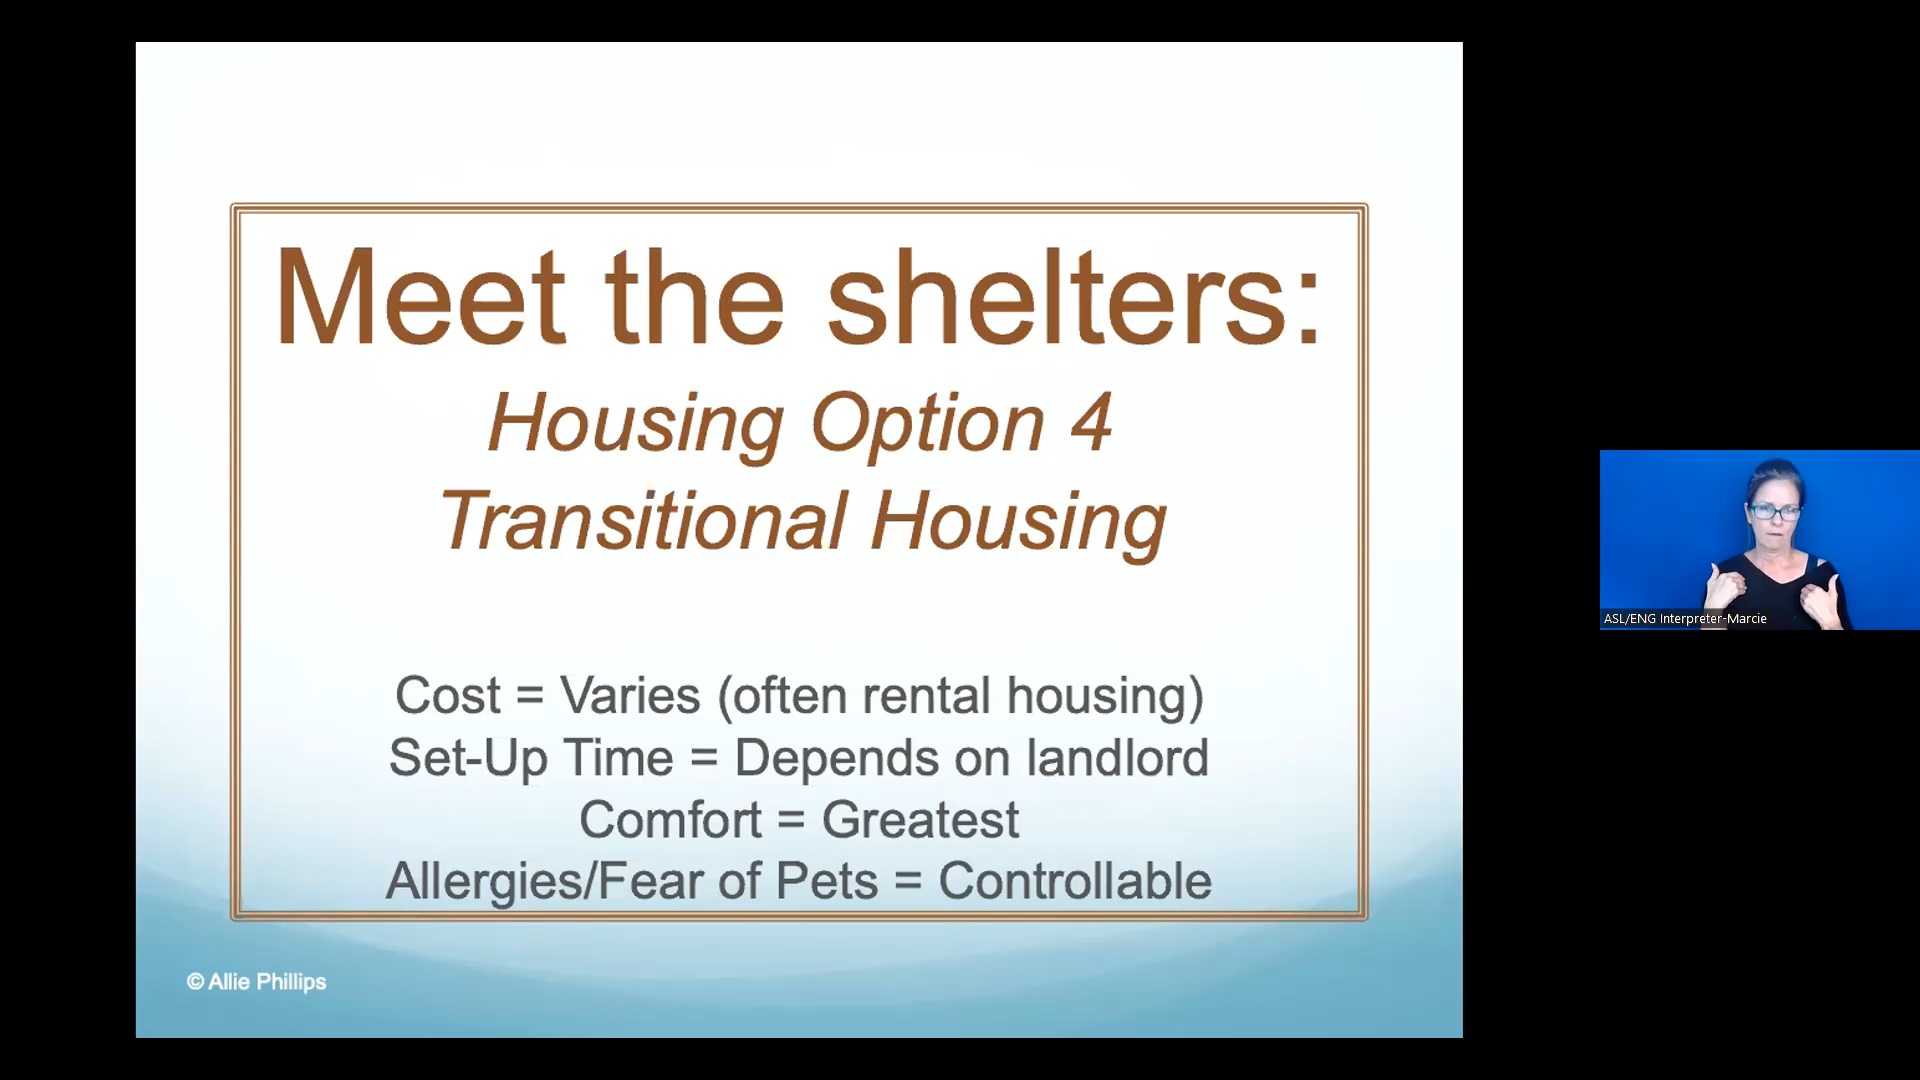 Meet the shelters:
Housing Option 4
Transitional Housing
Cost = Varies (often rental housing)
Set-Up Time = Depends on landlord
Comfort = Greatest
Allergies/Fear of Pets = Controllable
© Allie Phillips
ASL/ENG Interpreter-Marcie